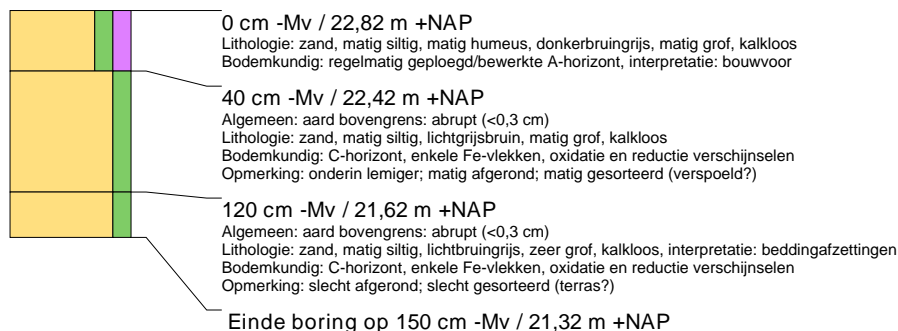 0 cm -Mv / 22,82 m +NAP
Lithologie: zand, matig siltig, matig humeus, donkerbruingrijs, matig grof, kalkloos
Bodemkundig: regelmatig geploegd/bewerkte A-horizont, interpretatie: bouwvoor
40 cm -Mv / 22,42 m +NAP
Algemeen: aard bovengrens: abrupt (<0,3 cm)
Lithologie: zand, matig siltig, lichtgrijsbruin, matig grof, kalkloos
Bodemkundig: C-horizont, enkele Fe-vlekken, oxidatie en reductie verschijnselen
Opmerking: onderin lemiger; matig afgerond; matig gesorteerd (verspoeld?)
120 cm -Mv / 21,62 m +NAP
Algemeen: aard bovengrens: abrupt (<0,3 cm)
Lithologie: zand, matig siltig, lichtbruingrijs, zeer grof, kalkloos, interpretatie: beddingafzettingen
Bodemkundig: C-horizont, enkele Fe-vlekken, oxidatie en reductie verschijnselen
Opmerking: slecht afgerond; slecht gesorteerd (terras?)
Einde boring op 150 cm -Mv / 21,32 m +NAP